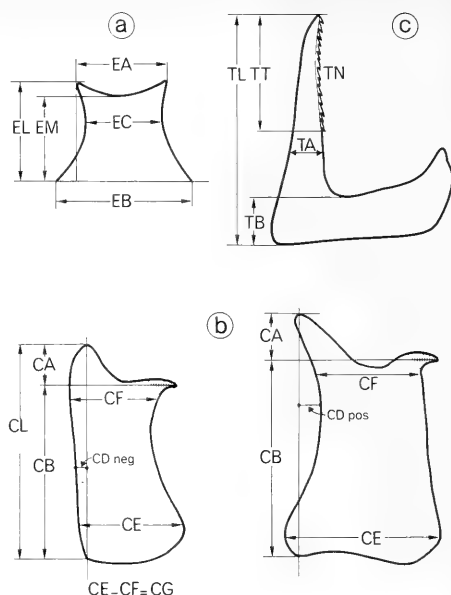 a
EA
EL
EM
EC
EB
c
TL
TT
TN
TA
TB
b
CA
CL
CF
CB
CD neg
CE
CE-CF=CG
CA
CF
CD pos
CB
CE